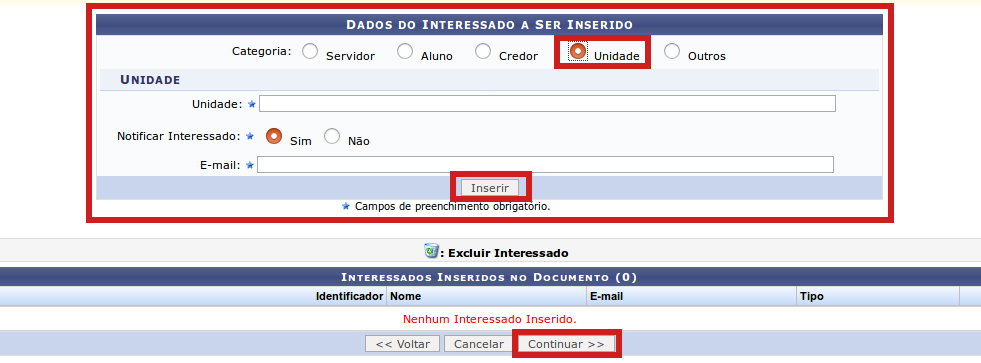 Dados do Interessado a Ser Inserido
Categoria: Servidor Aluno Credor Unidade Outros
Unidade
Unidade:
Notificar Interessado: Sim Não
E-mail:
Inserir
Campos de preenchimento obrigatório.
: Excluir Interessado
Interessados Inseridos no Documento (0)
Identificador Nome E-mail Tipo
Nenhum Interessado Inserido.
<< Voltar Cancelar Continuar >>